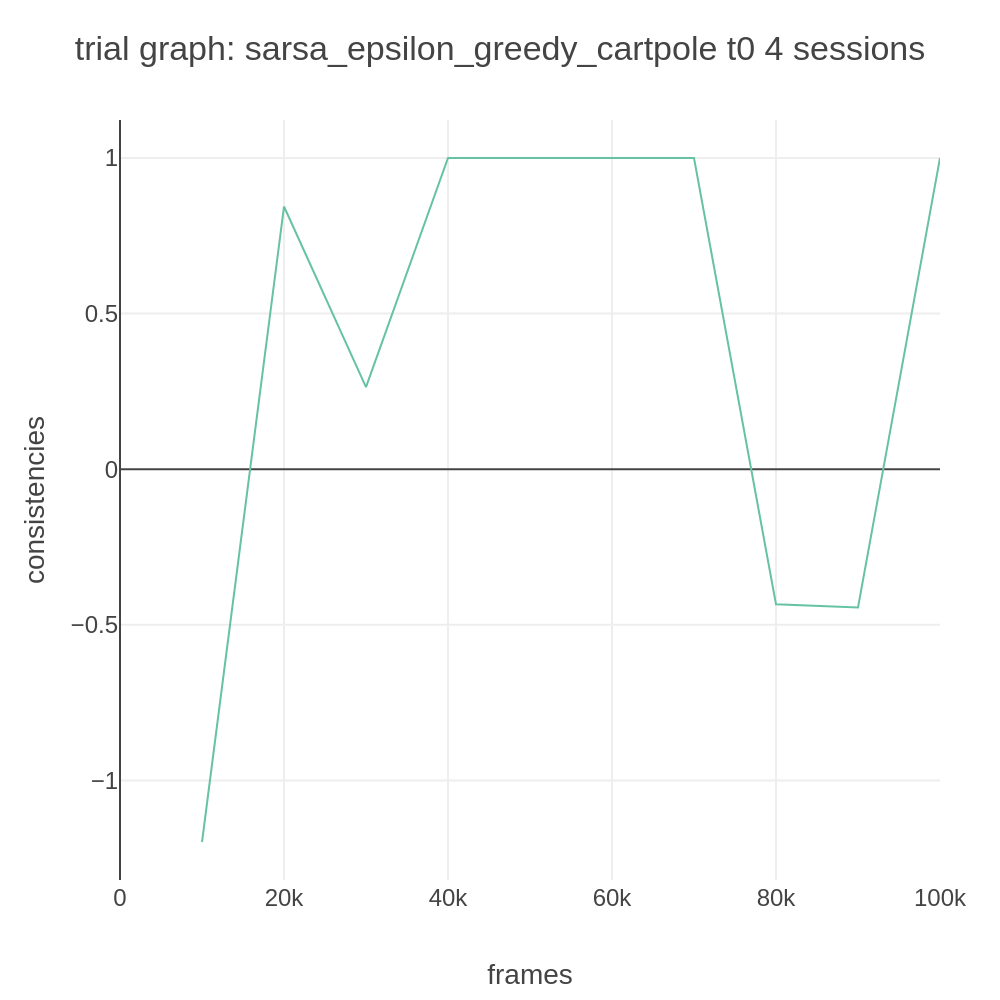 trial graph: sarsa_epsilon_greedy_cartpole t0 4 sessions
1
0.5
0
−0.5
−1
consistencies
0
20k
40k
60k
80k
100k
frames